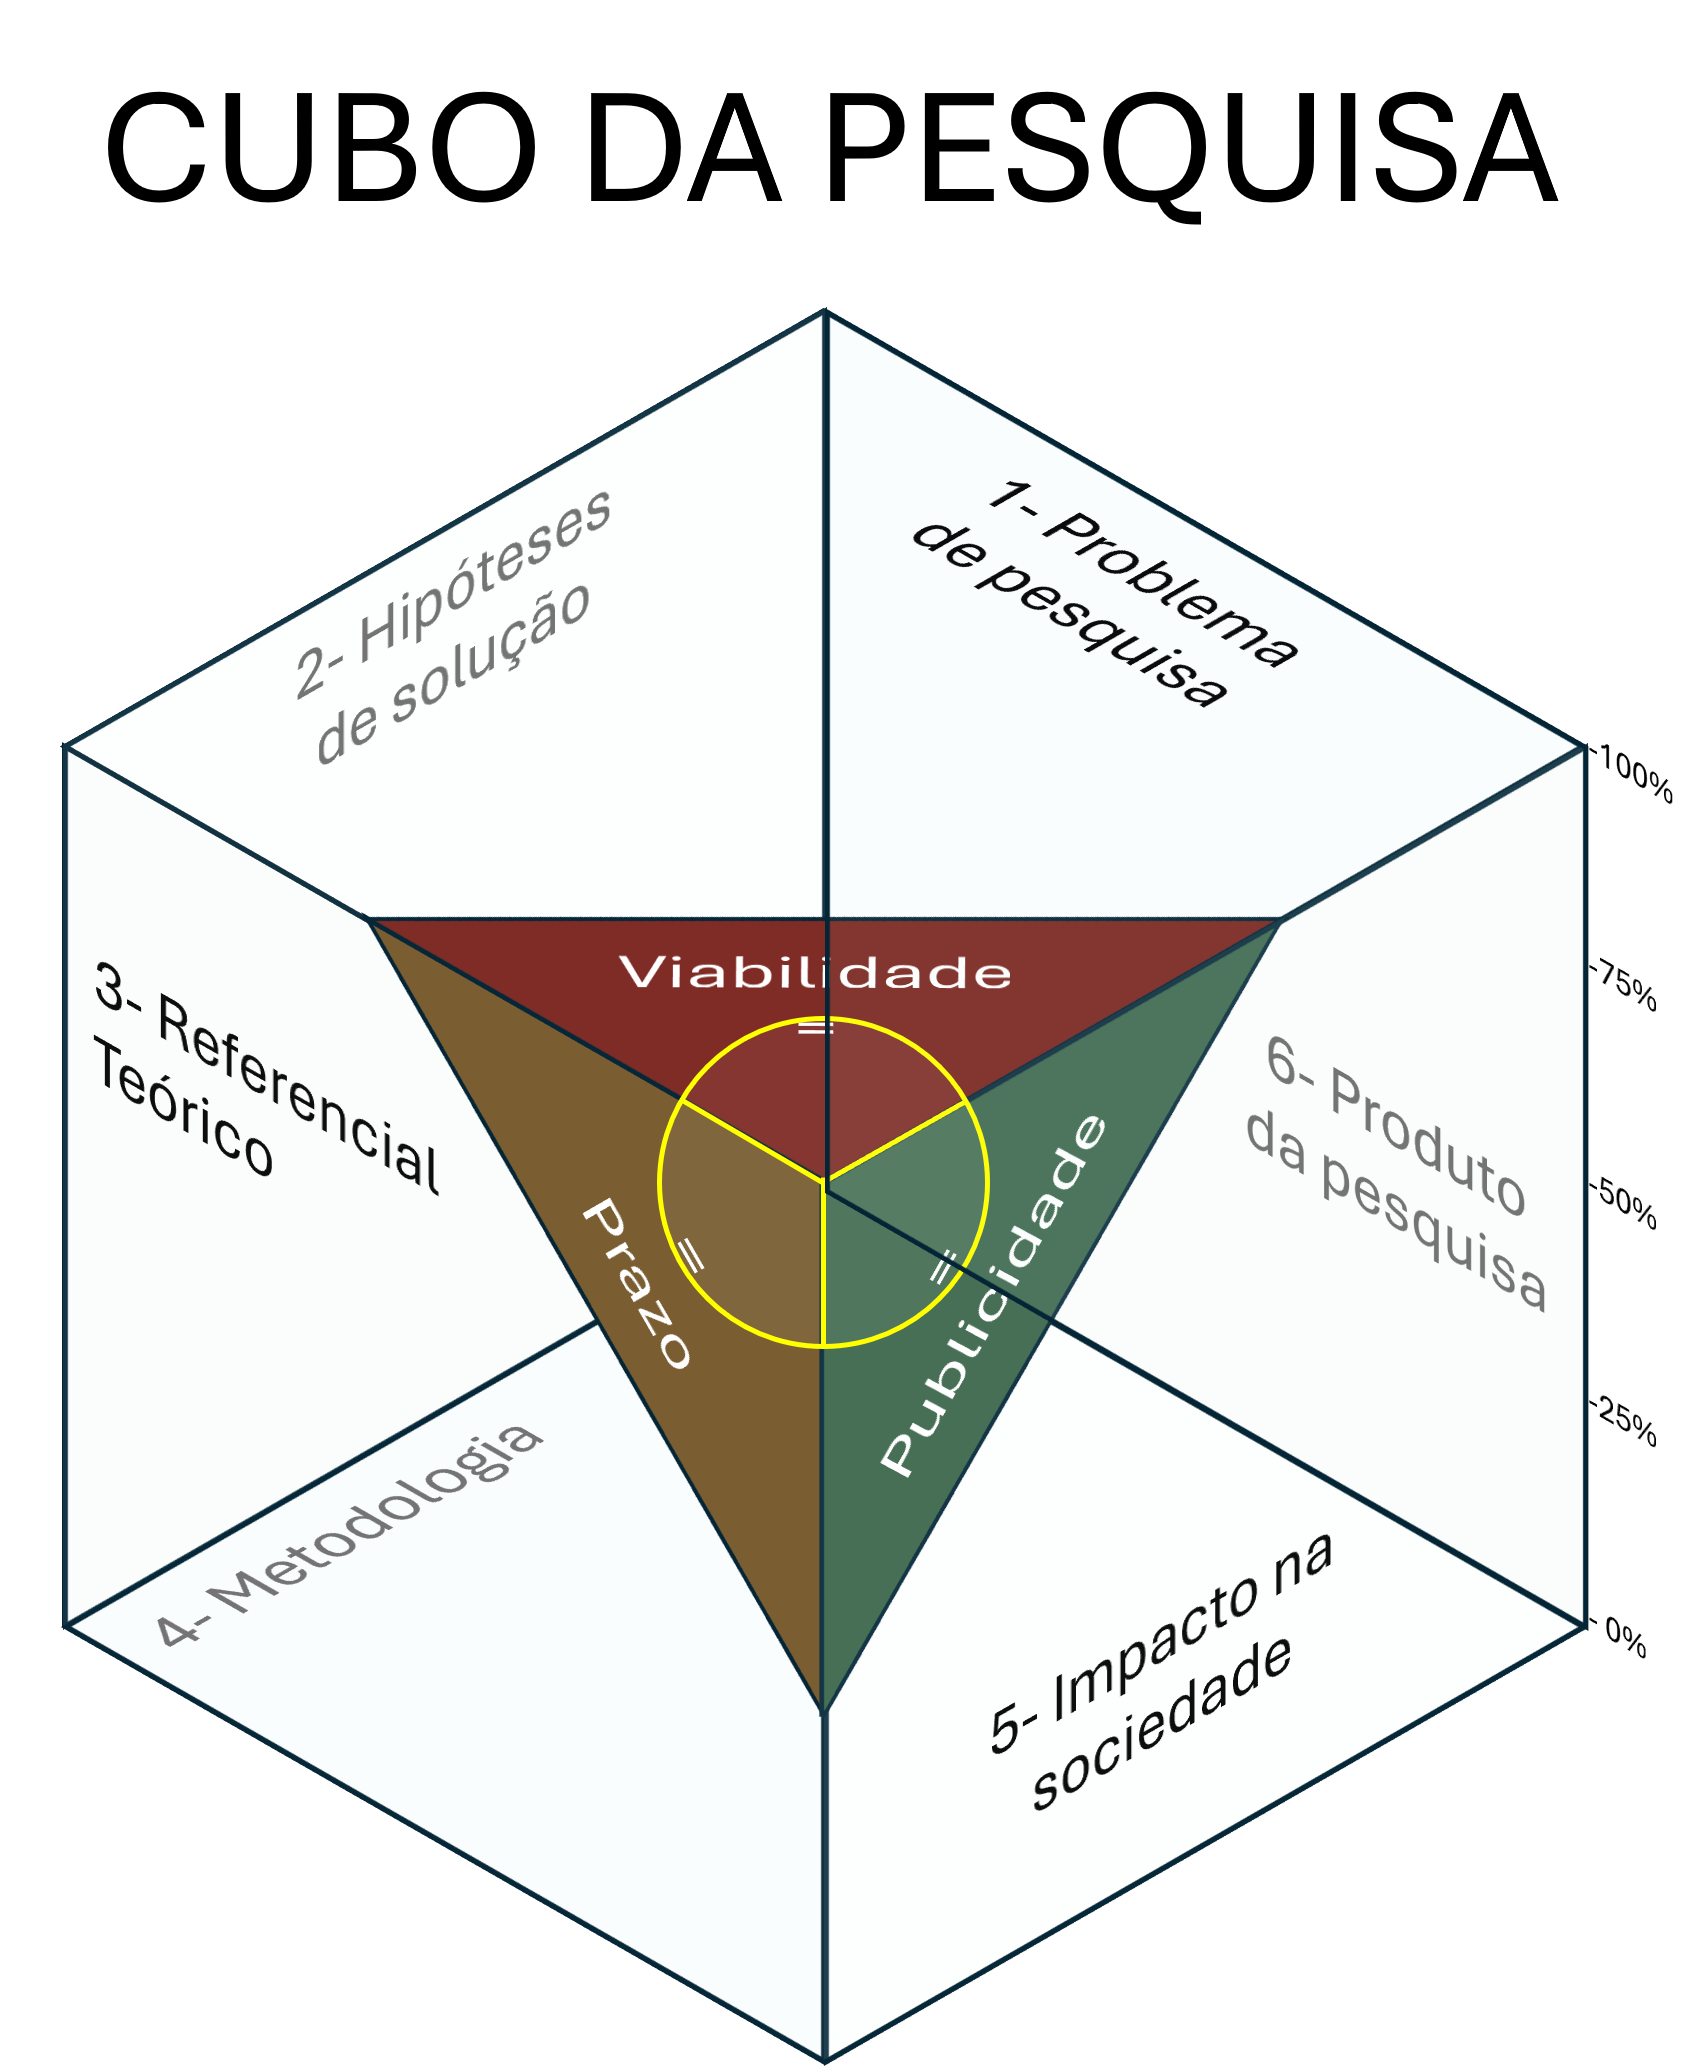 CUBO DA PESQUISA
1- Problema
de pesquisa
2- Hipóteses
de solução
3- Referencial
Teórico
4- Metodologia
5- Impacto na
sociedade
6- Produto
da pesquisa
Viabilidade
=
Prazo
=
Publicidade
=
-100%
-75%
-50%
-25%
- 0%